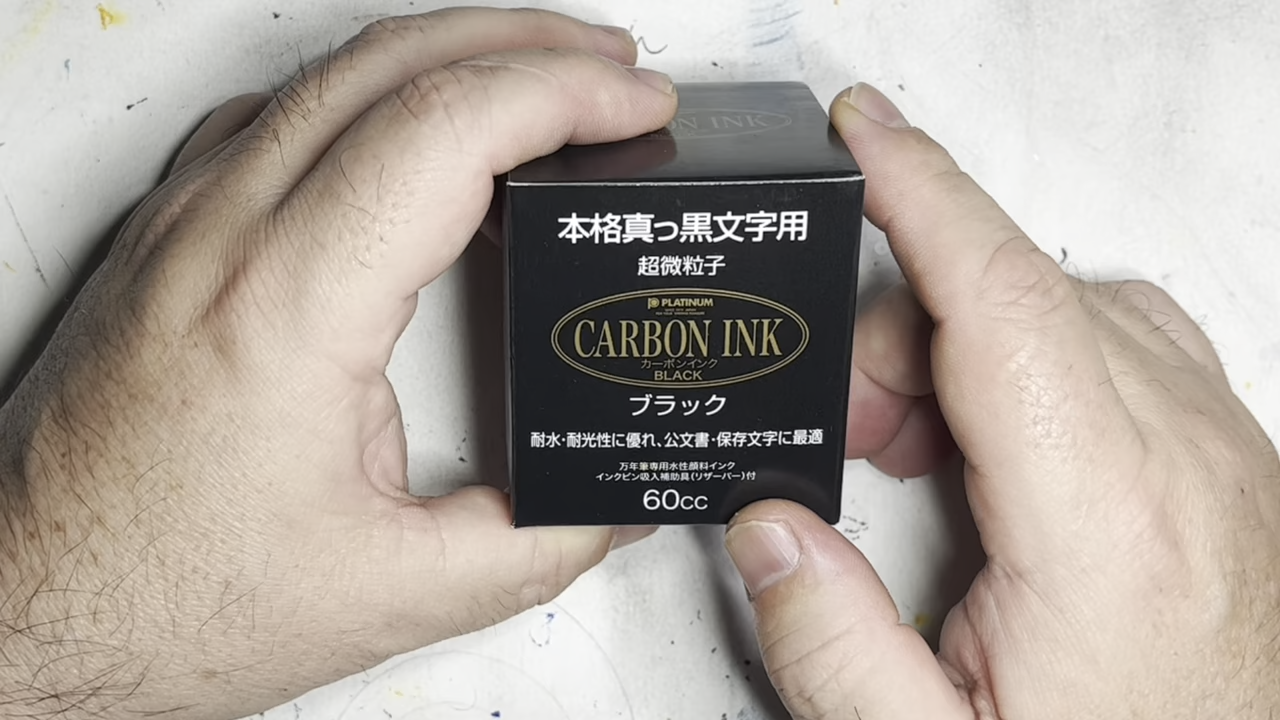 ON INK
本格真っ黒文字用
超微粒子
PLATINUM
CARBON INK
カーボンインク
BLACK
ブラック
耐水・耐光性に優れ、公文書・保存文字に最適
万年筆専用水性顔料インク
インクビン吸入補助具(リザーバー)付
60cc